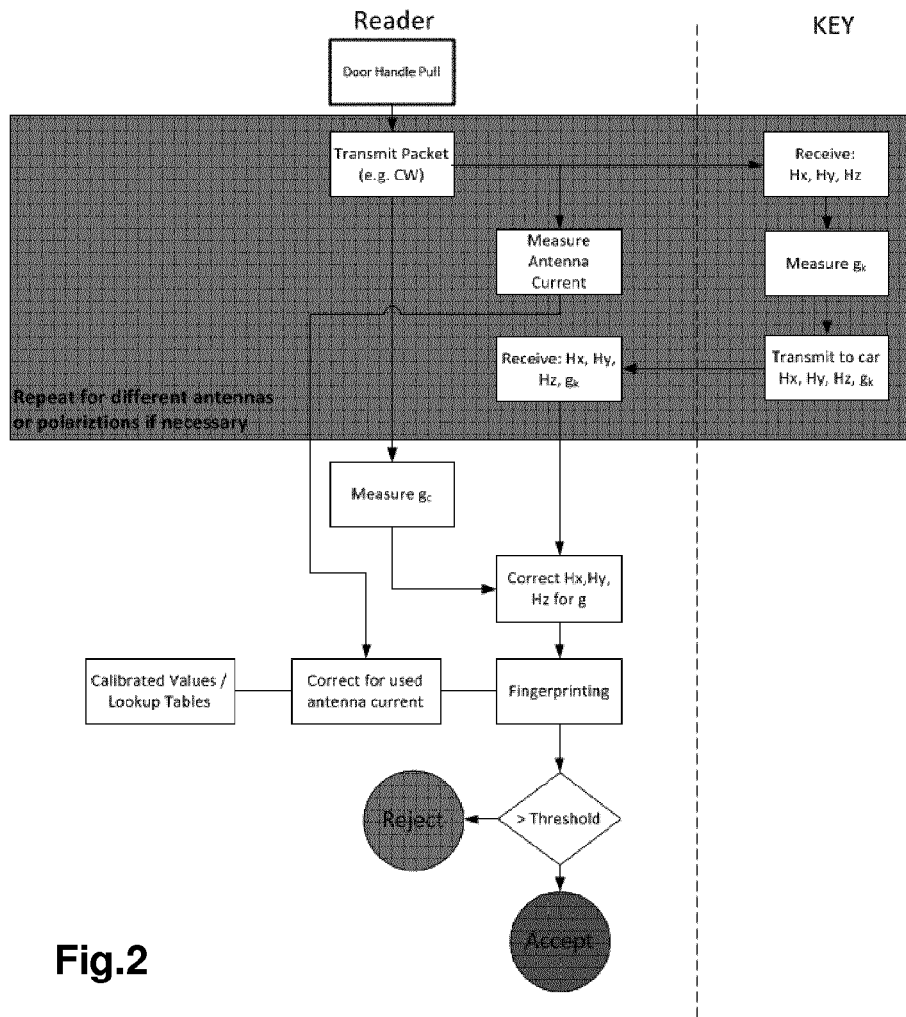 Reader
KEY
Door Handle Pull
Transmit Packet
(e.g. CW)
Receive:
Hx, Hy, Hz
Measure
Antenna
Current
Measure gk
Receive: Hx, Hy,
Hz, gk
Transmit to car
Hx, Hy, Hz, gk
Repeat for different antennas
or polariztions if necessary
Measure gc
Correct Hx,Hy,
Hz for g
Calibrated Values /
Lookup Tables
Correct for used
antenna current
Fingerprinting
> Threshold
Reject
Accept
Fig.2